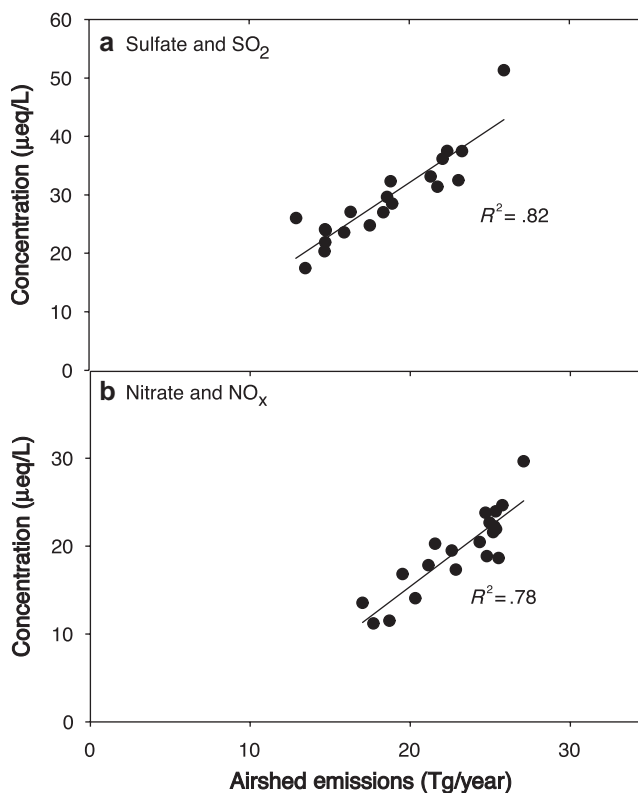 60
a Sulfate and SO2
50
40
30
20
10
0
Concentration (µeq/L)
R2= .82
b Nitrate and NOx
30
20
10
0
Concentration (µeq/L)
R2= .78
0 10 20 30
Airshed emissions (Tg/year)